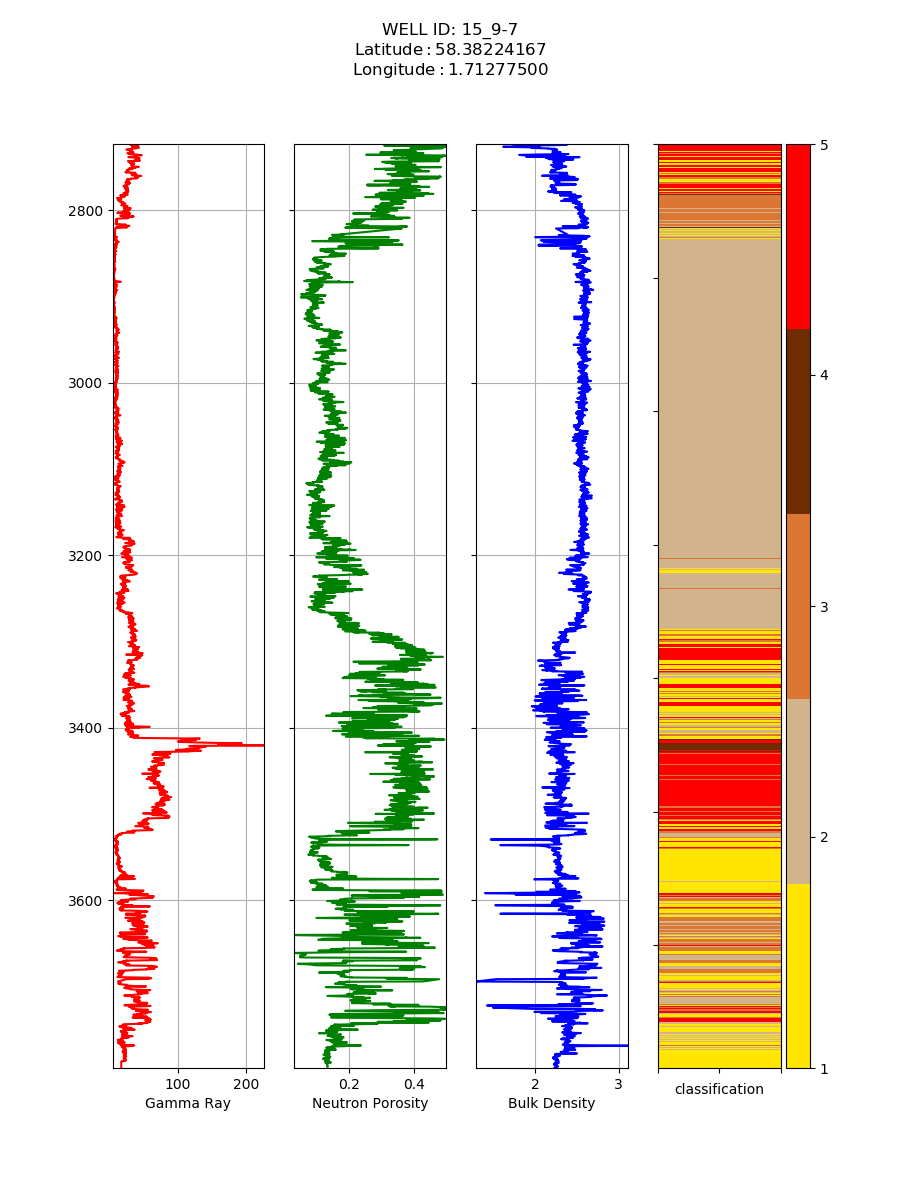 WELL ID: 15_9-7
Latitude : 58.38224167
Longitude : 1.71277500
2800
3000
3200
3400
3600
100 200
0.2 0.4
2 3
Gamma Ray
Neutron Porosity
Bulk Density
classification
5
4
3
2
1